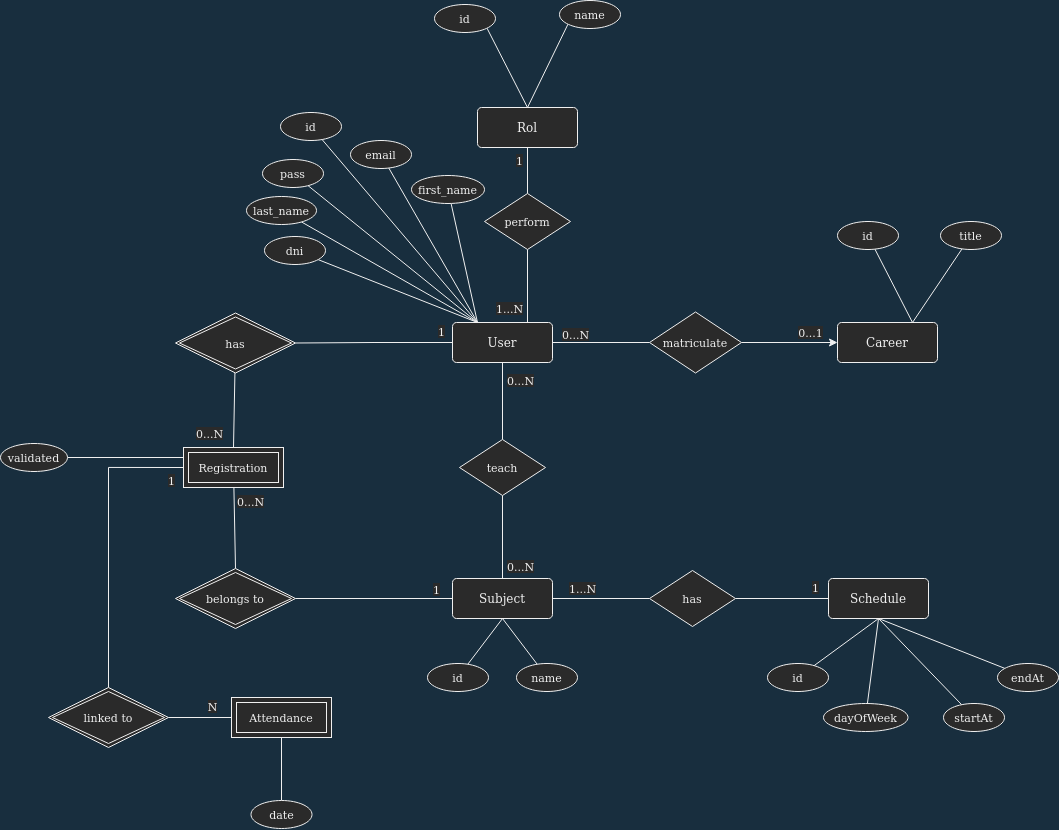 id
name
Rol
1
id
email
pass
first_name
last_name
perform
dni
id
title
1...N
has
1
User
0...N
matriculate
0...1
Career
0...N
0...N
validated
Registration
teach
1
0...N
0...N
belongs to
1
Subject
1...N
has
1
Schedule
id
name
id
endAt
linked to
N
Attendance
dayOfWeek
startAt
date